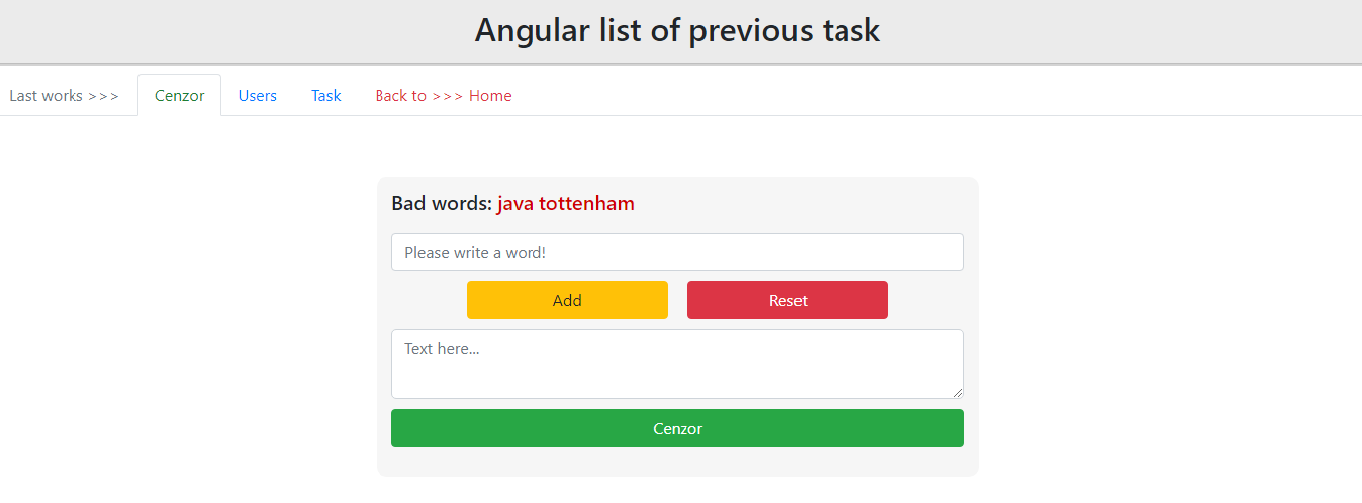 Angular list of previous task
Last works >>> Cenzor Users Task Back to >>> Home
Bad words: java tottenham
Please write a word!
Add Reset
Text here...
Cenzor